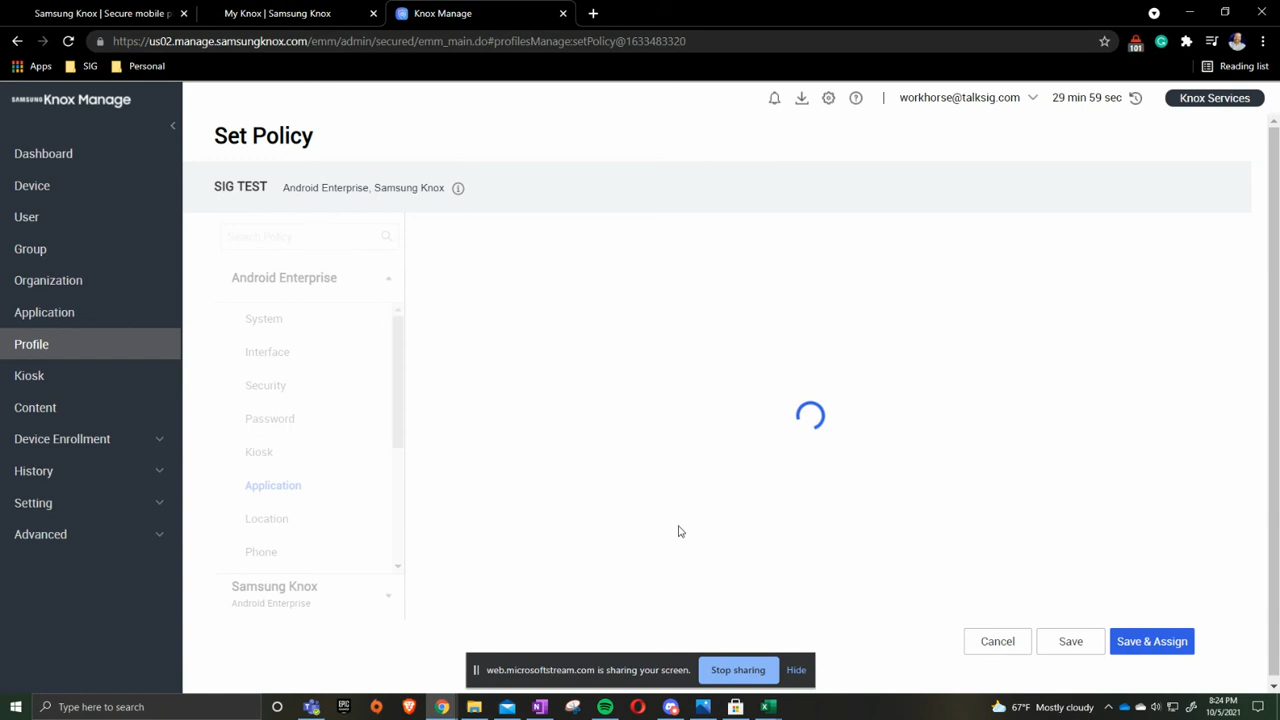 Samsung Knox | Secure mobile p
My Knox | Samsung Knox
Knox Manage
https://us02.manage.samsungknox.com/emm/admin/secured/emm_main.do#profilesManage:setPolicy@1633483320
101
Apps
SIG
Personal
Reading list
SAMSUNG Knox Manage
workhorse@talksig.com
29 min 59 sec
Knox Services
Set Policy
Dashboard
Device
User
Group
Organization
Application
Profile
Kiosk
Content
Device Enrollment
History
Setting
Advanced
SIG TEST
Android Enterprise, Samsung Knox
Search Policy
Android Enterprise
System
Interface
Security
Password
Kiosk
Application
Location
Phone
Samsung Knox
Android Enterprise
Cancel
Save
Save & Assign
web.microsoftstream.com is sharing your screen.
Stop sharing
Hide
Type here to search
EPIC
67°F Mostly cloudy
8:24 PM
10/5/2021